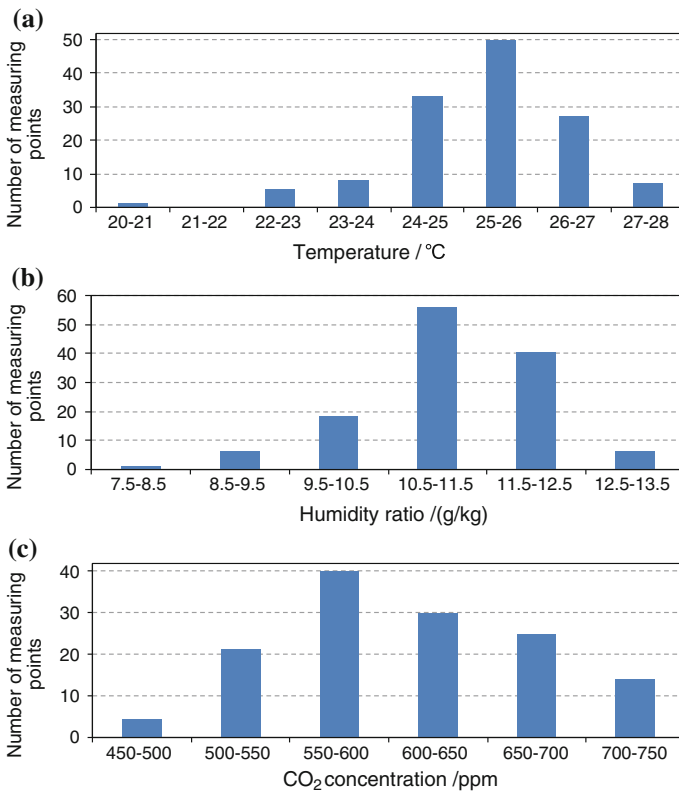 (a)
Number of measuring
points
50
40
30
20
10
0
20-21 21-22 22-23 23-24 24-25 25-26 26-27 27-28
Temperature / °C
(b)
Number of measuring
points
60
50
40
30
20
10
0
7.5-8.5 8.5-9.5 9.5-10.5 10.5-11.5 11.5-12.5 12.5-13.5
Humidity ratio /(g/kg)
(c)
Number of measuring
points
40
30
20
10
0
450-500 500-550 550-600 600-650 650-700 700-750
CO₂ concentration /ppm